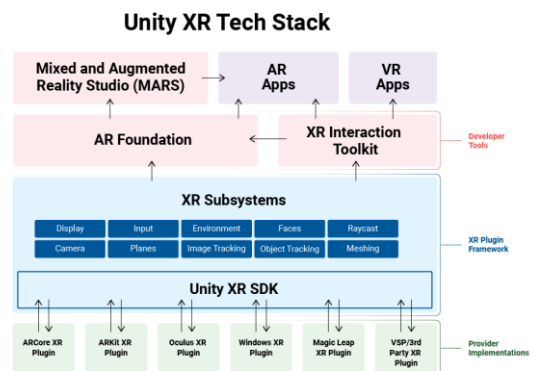 Unity XR Tech Stack
Mixed and Augmented
Reality Studio (MARS)
AR
Apps
VR
Apps
AR Foundation
XR Interaction
Toolkit
Developer
Tools
XR Subsystems
Display
Input
Environment
Faces
Raycast
Camera
Planes
Image Tracking
Object Tracking
Meshing
XR Plugin
Framework
Unity XR SDK
ARCore XR
Plugin
ARKit XR
Plugin
Oculus XR
Plugin
Windows XR
Plugin
Magic Leap
XR Plugin
VSP/3rd
Party XR
Plugin
Provider
Implementations